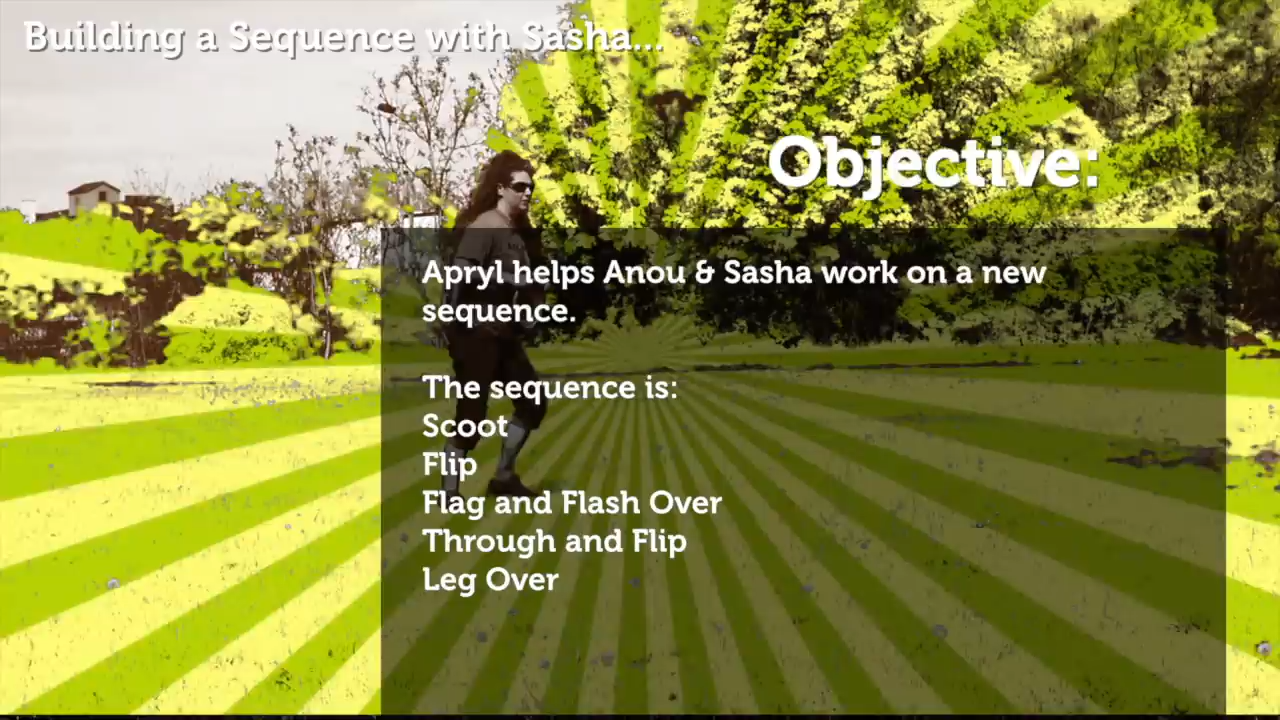 Building a Sequence with Sasha...
Objective:
Apryl helps Anou & Sasha work on a new
sequence.
The sequence is:
Scoot
Flip
Flag and Flash Over
Through and Flip
Leg Over